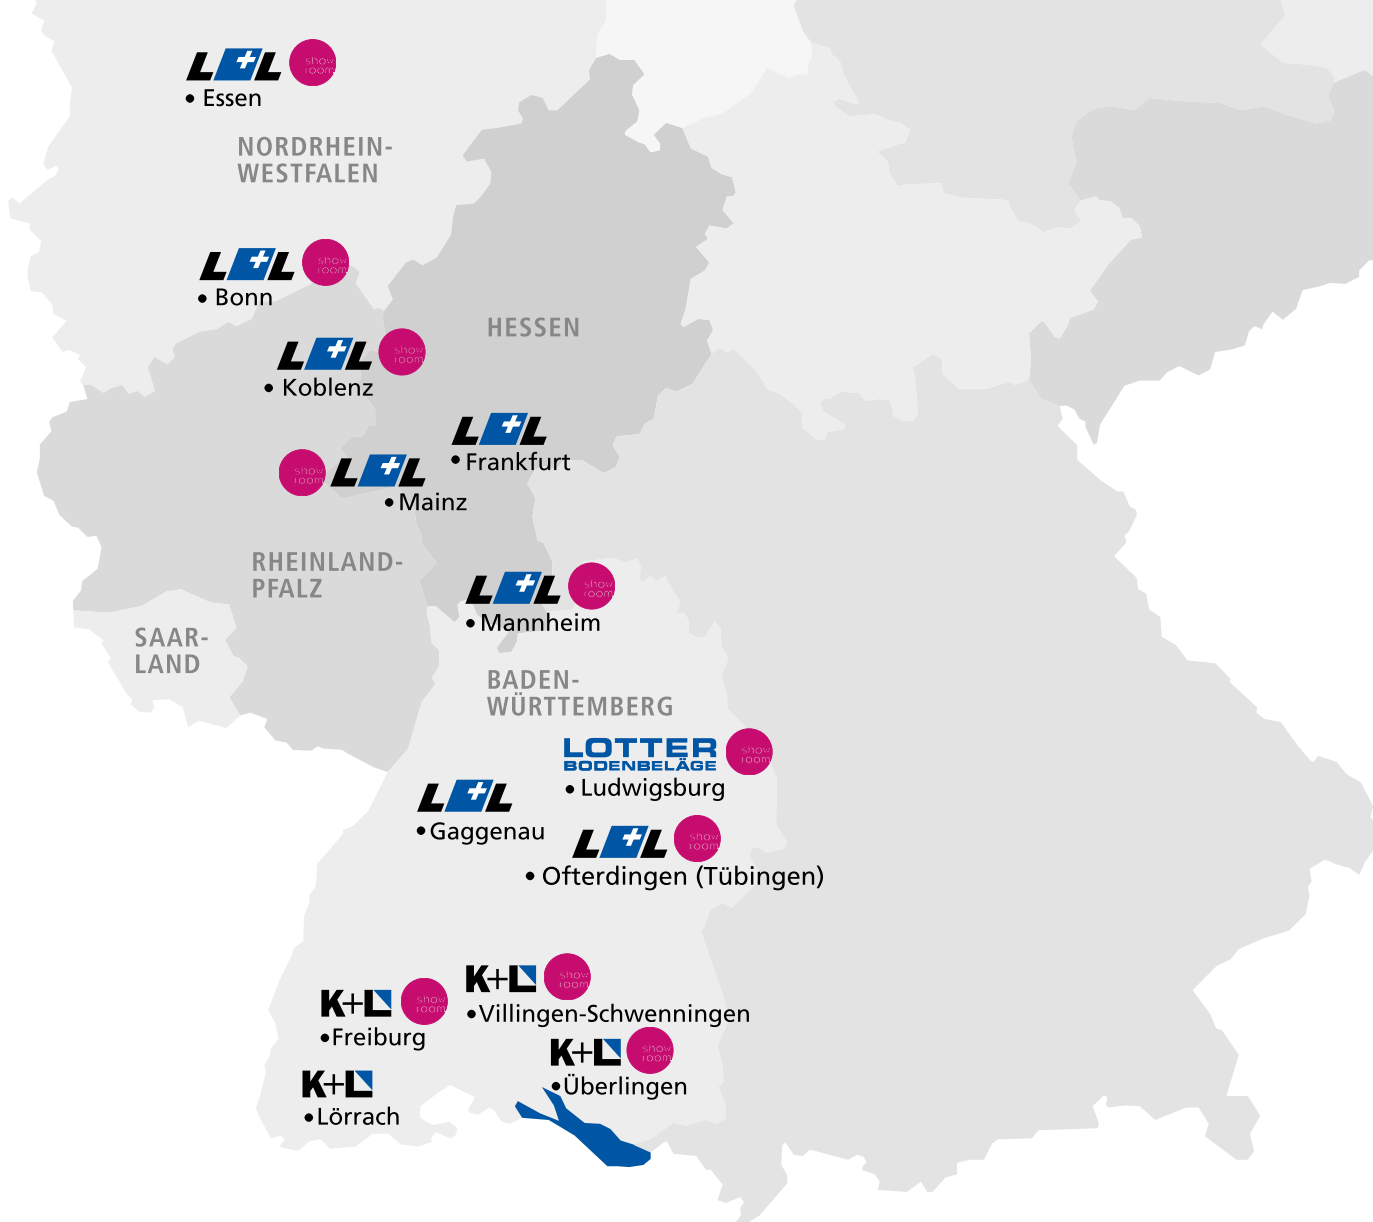 L+L
show
room
• Essen
NORDRHEIN-
WESTFALEN
L+L
show
room
• Bonn
HESSEN
L+L
show
room
• Koblenz
L+L
• Frankfurt
show
room
L+L
• Mainz
RHEINLAND-
PFALZ
L+L
show
room
• Mannheim
SAAR-
LAND
BADEN-
WÜRTTEMBERG
LOTTER
BODENBELÄGE
show
room
• Ludwigsburg
L+L
• Gaggenau
L+L
show
room
• Ofterdingen (Tübingen)
K+L
show
room
• Villingen-Schwenningen
K+L
show
room
• Freiburg
K+L
show
room
• Überlingen
K+L
• Lörrach